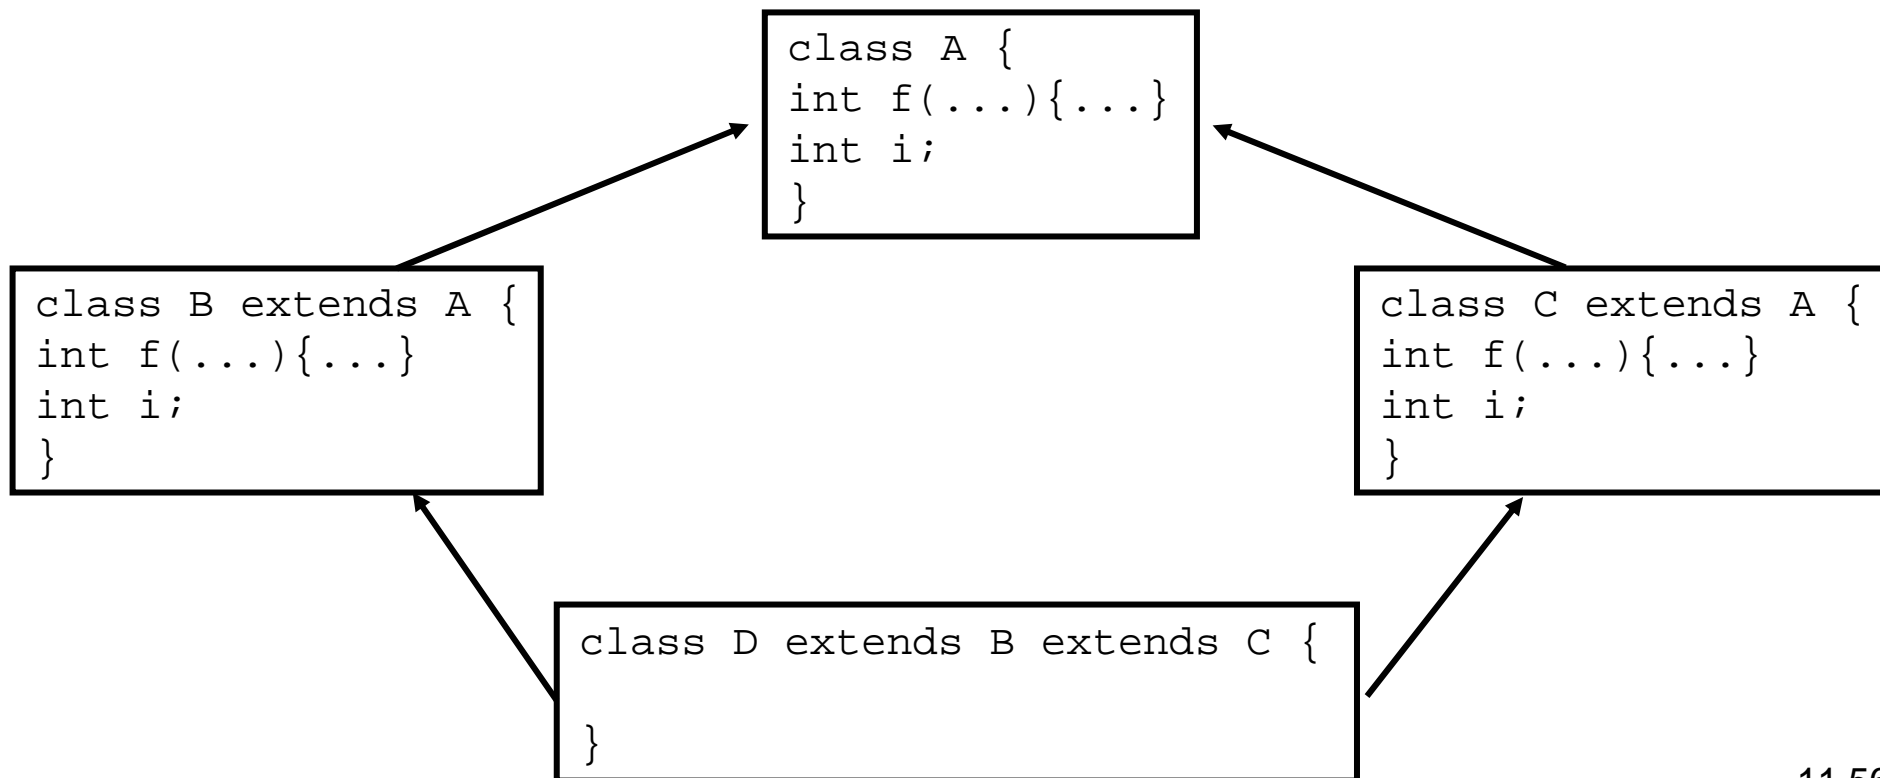 class A {
int f(...){...}
int i;
}
class B extends A {
int f(...){...}
int i;
}
class C extends A {
int f(...){...}
int i;
}
class D extends B extends C {
}